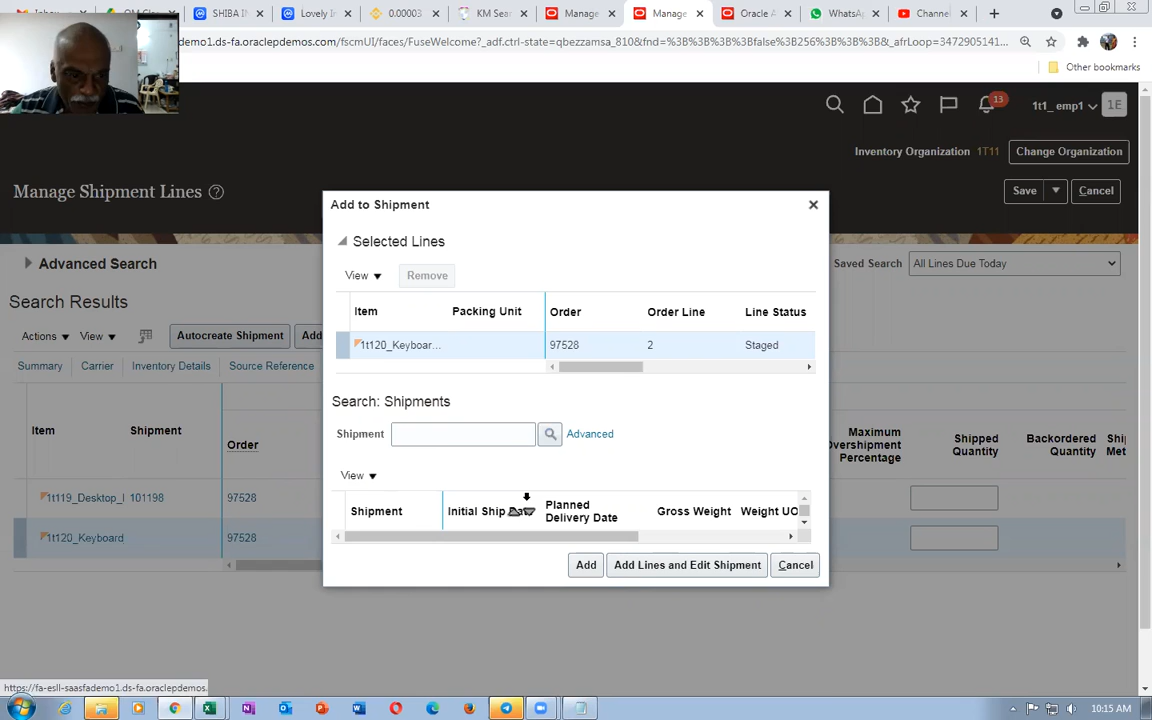 SHIBA IN
Lovely In
0.00003
KM Sear
Manage
Manage
Oracle A
WhatsA
Channel
demo1.ds-fa.oraclepdemos.com/fscmUI/faces/FuseWelcome?_adf.ctrl-state=qbezzamsa_810&fnd=%3B%3B%3B%3Bfalse%3B256%3B%3B%3B&_afrLoop=3472905141...
Other bookmarks
13
1t1_emp1
1E
Inventory Organization 1T11
Change Organization
Manage Shipment Lines
Save
Cancel
Add to Shipment
Selected Lines
View
Remove
Item
Packing Unit
Order
Order Line
Line Status
1t120_Keyboar...
97528
2
Staged
Search: Shipments
Shipment
Advanced
View
Shipment
Initial Ship
Planned Delivery Date
Gross Weight
Weight UO
Add
Add Lines and Edit Shipment
Cancel
Advanced Search
Saved Search
All Lines Due Today
Search Results
Actions
View
Autocreate Shipment
Add
Summary
Carrier
Inventory Details
Source Reference
Item
Shipment
Order
Maximum Overshipment Percentage
Shipped Quantity
Backordered Quantity
1t119_Desktop_I
101198
97528
1t120_Keyboard
97528
https://fa-esll-saasfademo1.ds-fa.oraclepdemos.
10:15 AM